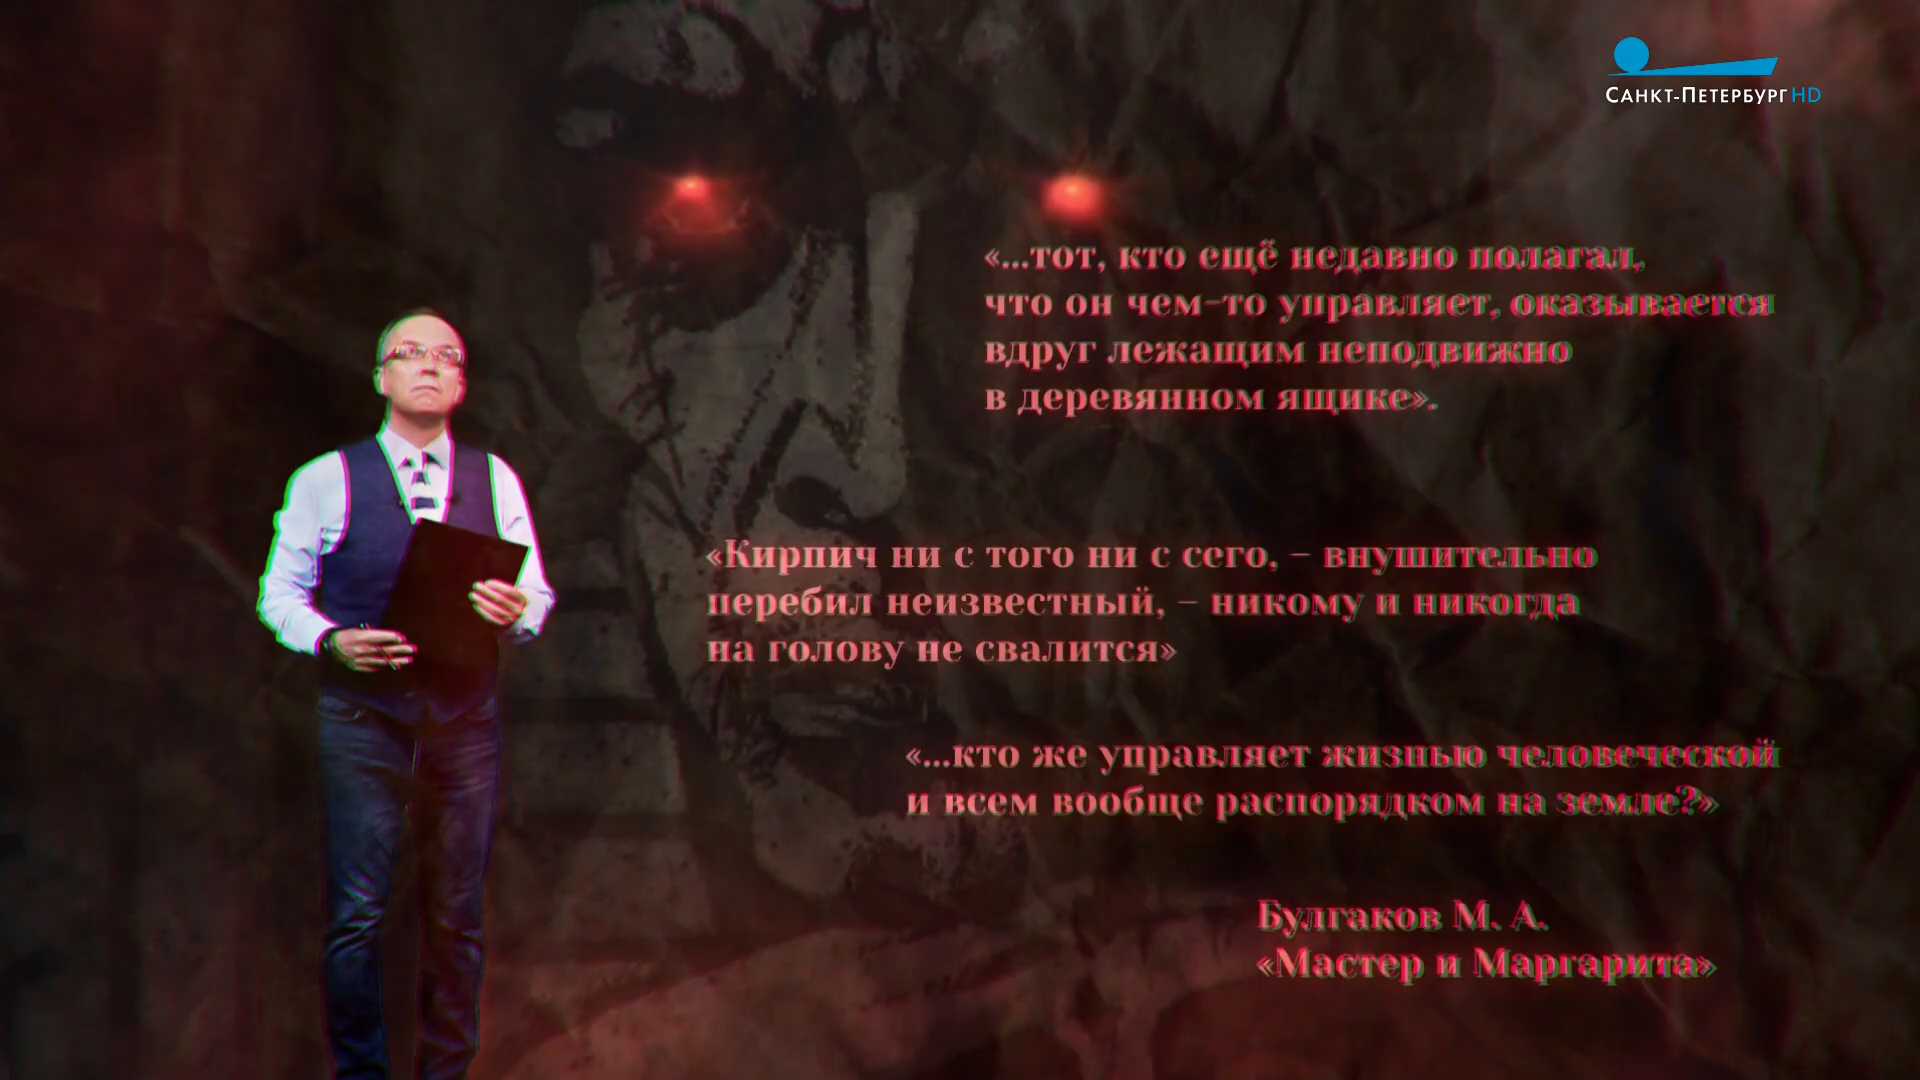 САНКТ-ПЕТЕРБУРГ HD
«...тот, кто ещё недавно полагал,
что он чем-то управляет, оказывается
вдруг лежащим неподвижно
в деревянном ящике».
«Кирпич ни с того ни с сего, – внушительно
перебил неизвестный, – никому и никогда
на голову не свалится»
«...кто же управляет жизнью человеческой
и всем вообще распорядком на земле?»
Булгаков М. А.
«Мастер и Маргарита»